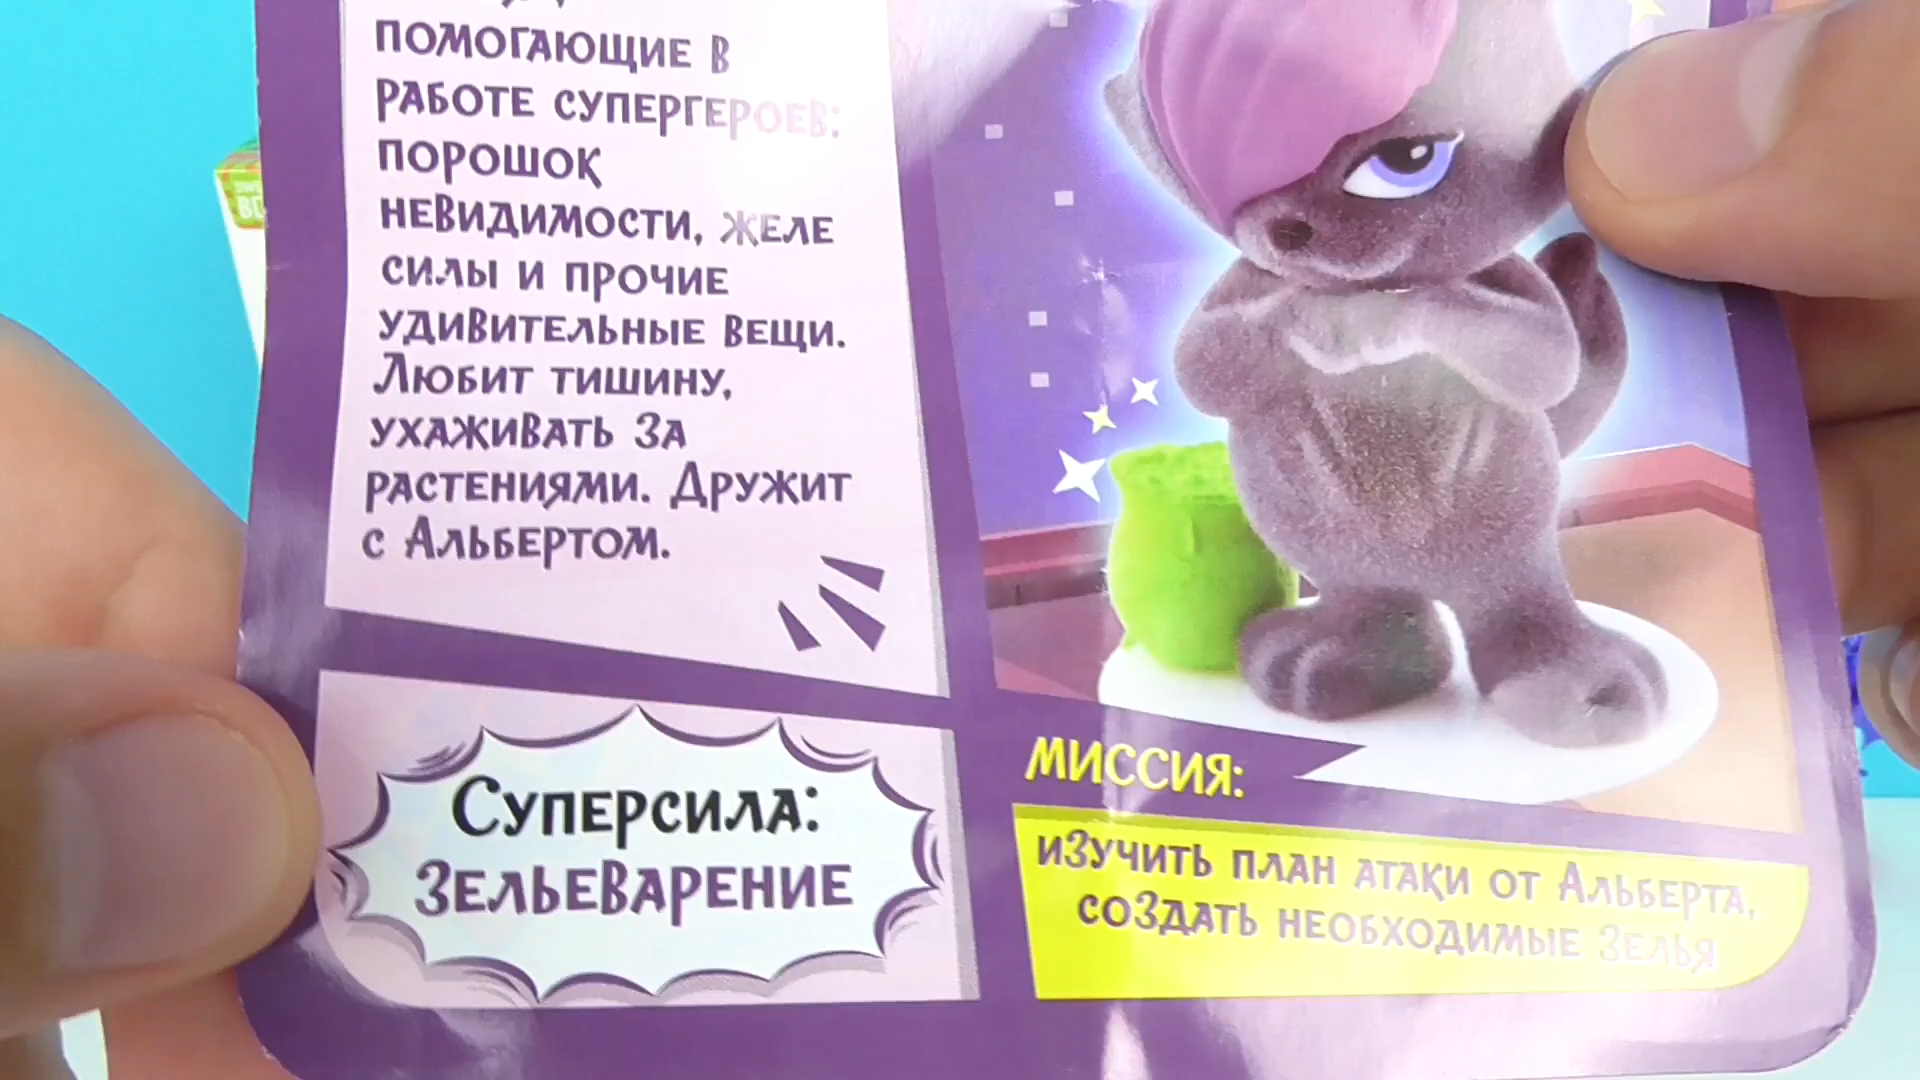 ПОМОГАЮЩИЕ В
РАБОТЕ СУПЕРГЕРОЕВ:
ПОРОШОК
НЕВИДИМОСТИ, ЖЕЛЕ
СИЛЫ И ПРОЧИЕ
УДИВИТЕЛЬНЫЕ ВЕЩИ.
ЛЮБИТ ТИШИНУ,
УХАЖИВАТЬ ЗА
РАСТЕНИЯМИ. ДРУЖИТ
С АЛЬБЕРТОМ.
СУПЕРСИЛА:
ЗЕЛЬЕВАРЕНИЕ
МИССИЯ:
ИЗУЧИТЬ ПЛАН АТАКИ ОТ АЛЬБЕРТА,
СОЗДАТЬ НЕОБХОДИМЫЕ ЗЕЛЬЯ